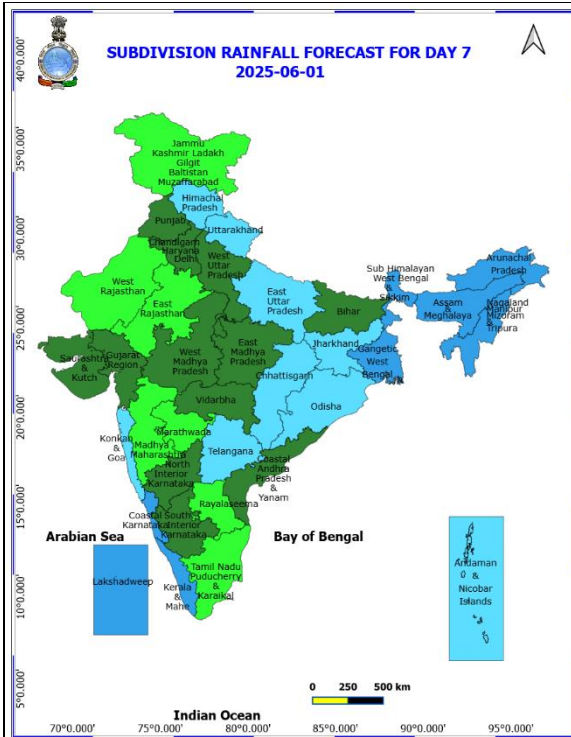 SUBDIVISION RAINFALL FORECAST FOR DAY 7
2025-06-01
40°0.000'
35°0.000'
30°0.000'
25°0.000'
20°0.000'
15°0.000'
10°0.000'
5°0.000'
Jammu
Kashmir Ladakh
Gilgit
Baltistan
Muzaffarabad
Himachal
Pradesh
Uttarakhand
Punjab
Chandigarh
Haryana
Delhi
West
Uttar
Pradesh
West
Rajasthan
East
Rajasthan
East
Uttar
Pradesh
Bihar
Sub Himalayan
West Bengal
&
Sikkim
Arunachal
Pradesh
Assam
&
Meghalaya
Nagaland
Manipur
Mizoram
&
Tripura
Saurashtra
&
Kutch
Gujarat
Region
West
Madhya
Pradesh
East
Madhya
Pradesh
Jharkhand
Gangetic
West
Bengal
Chhattisgarh
Vidarbha
Odisha
Konkan
&
Goa
Madhya
Maharashtra
Marathwada
Telangana
North
Interior
Karnataka
Coastal
Andhra
Pradesh
&
Yanam
Rayalaseema
Coastal
Karnataka
South
Interior
Karnataka
Arabian Sea
Bay of Bengal
Lakshadweep
Kerala
&
Mahe
Tamil Nadu
Puducherry
&
Karaikal
Andaman
&
Nicobar
Islands
0 250 500 km
Indian Ocean
70°0.000' 75°0.000' 80°0.000' 85°0.000' 90°0.000' 95°0.000'